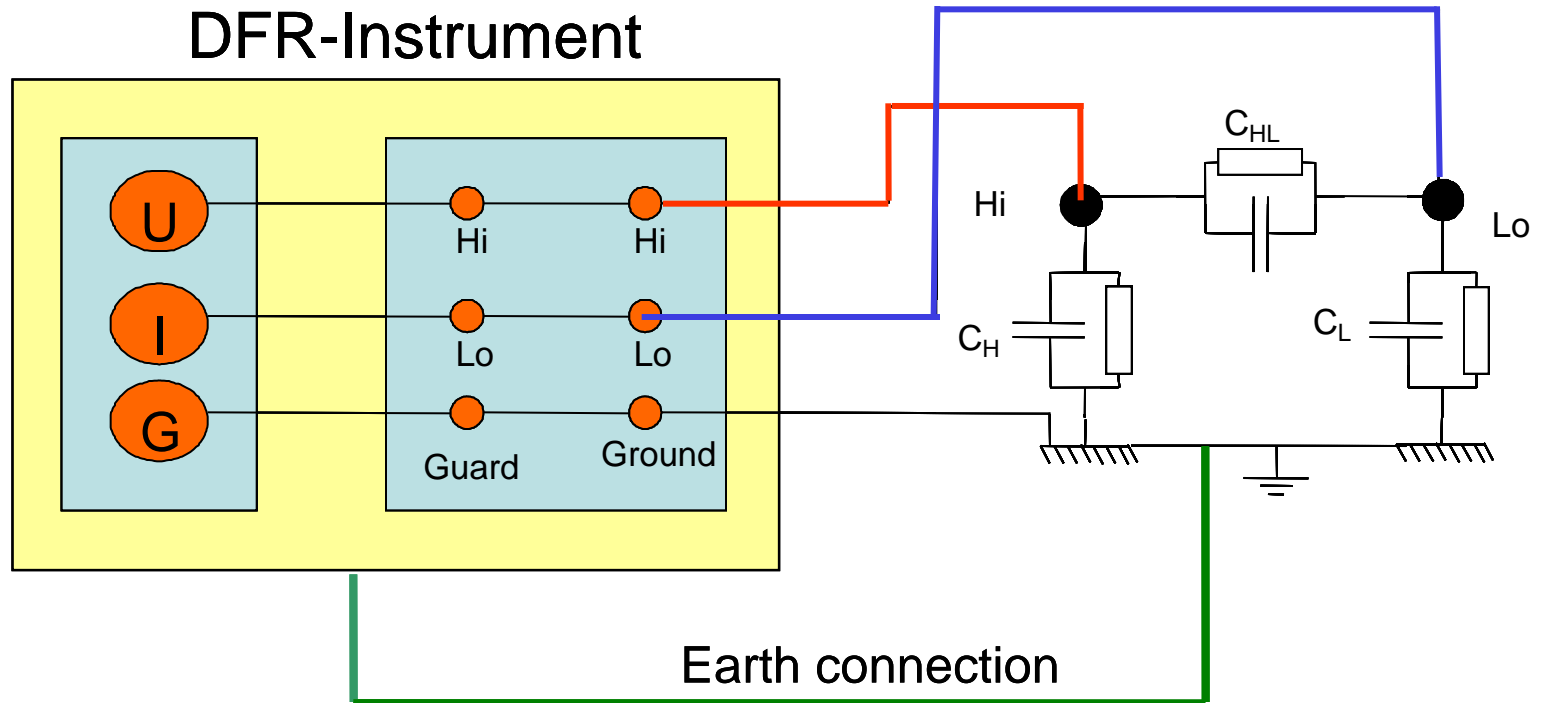 DFR-Instrument
U
Hi
Hi
I
Lo
Lo
G
Guard
Ground
Hi
C_HL
Lo
C_H
C_L
Earth connection